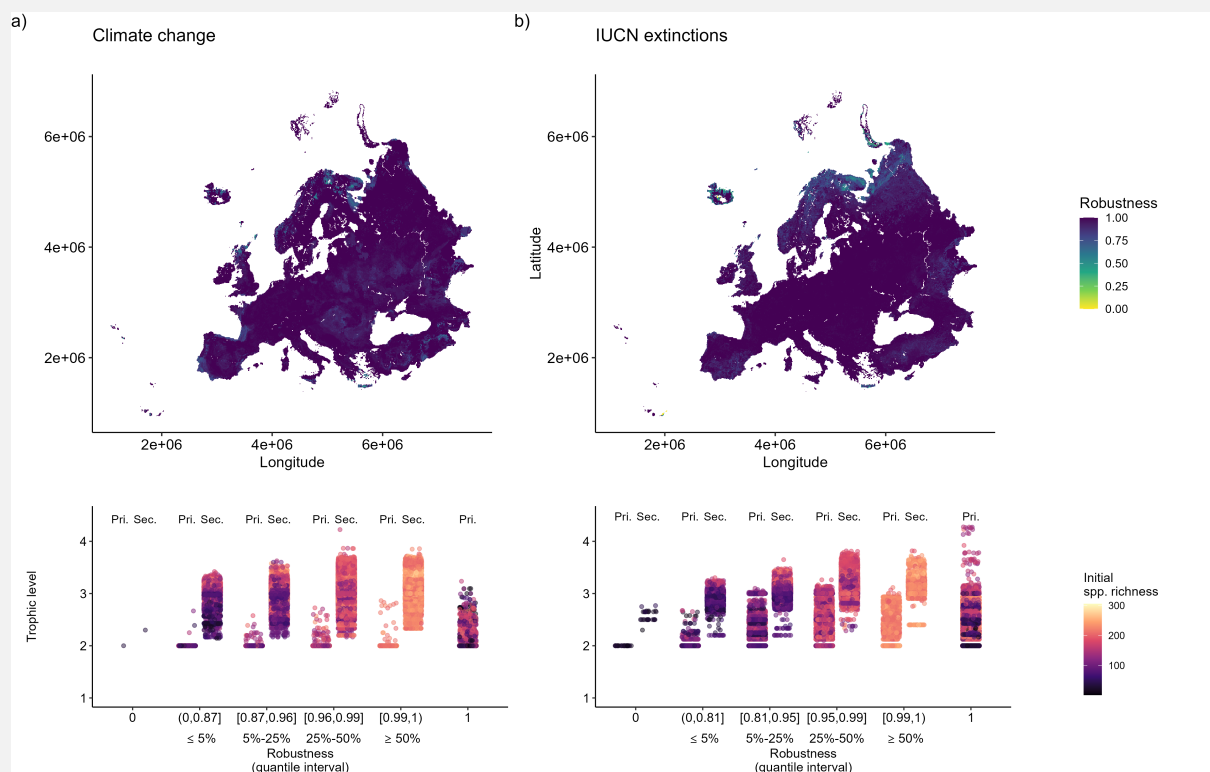 a)
Climate change
6e+06
4e+06
2e+06
2e+06 4e+06 6e+06
Longitude
b)
IUCN extinctions
Latitude
6e+06
4e+06
2e+06
2e+06 4e+06 6e+06
Longitude
Robustness
1.00
0.75
0.50
0.25
0.00
Pri. Sec. Pri. Sec. Pri. Sec. Pri. Sec. Pri. Sec. Pri.
Trophic level
4
3
2
1
0 (0,0.87] [0.87,0.96] [0.96,0.99] [0.99,1) 1
≤ 5% 5%-25% 25%-50% ≥ 50%
Robustness
(quantile interval)
Pri. Sec. Pri. Sec. Pri. Sec. Pri. Sec. Pri. Sec. Pri.
4
3
2
1
0 (0,0.81] [0.81,0.95] [0.95,0.99] [0.99,1) 1
≤ 5% 5%-25% 25%-50% ≥ 50%
Robustness
(quantile interval)
Initial
spp. richness
300
200
100